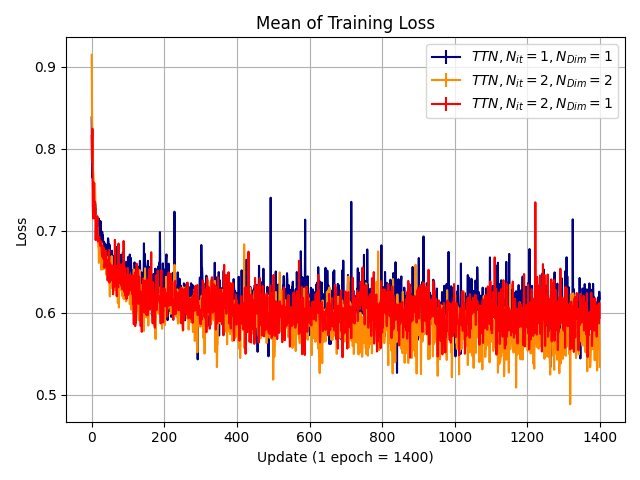 Mean of Training Loss
TTN, N_it = 1, N_Dim = 1
TTN, N_it = 2, N_Dim = 2
TTN, N_it = 2, N_Dim = 1
Loss
0.9
0.8
0.7
0.6
0.5
0 200 400 600 800 1000 1200 1400
Update (1 epoch = 1400)